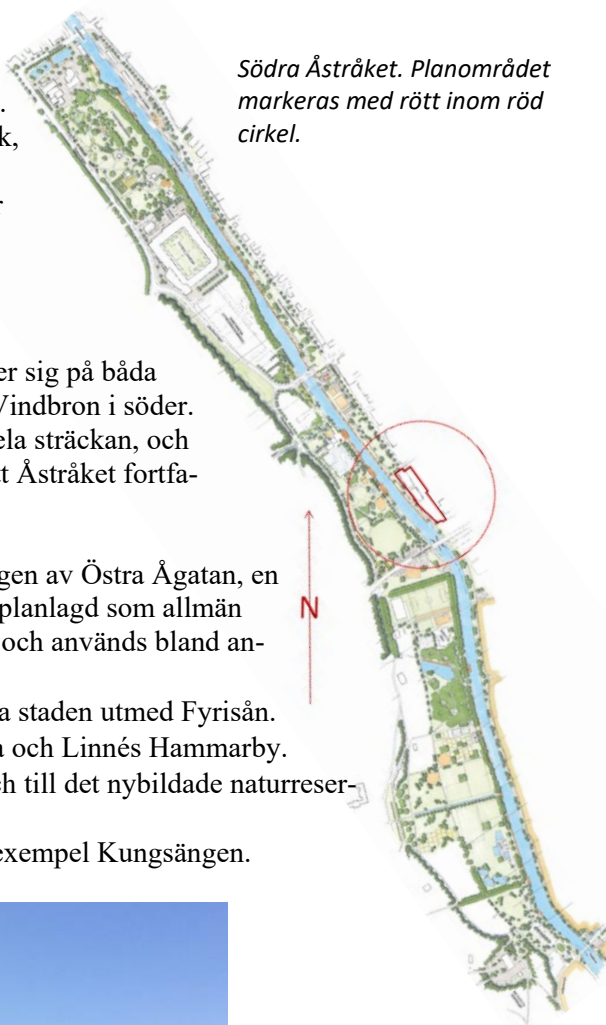 Södra Åstråket. Planområdet
markeras med rött inom röd
cirkel.
.
k,
r
er sig på båda
Vindbron i söder.
ela sträckan, och
tt Åstråket fortfa-
gen av Östra Ågatan, en
planlagd som allmän
och används bland an-
N
a staden utmed Fyrisån.
a och Linnés Hammarby.
ch till det nybildade naturreser-
exempel Kungsängen.